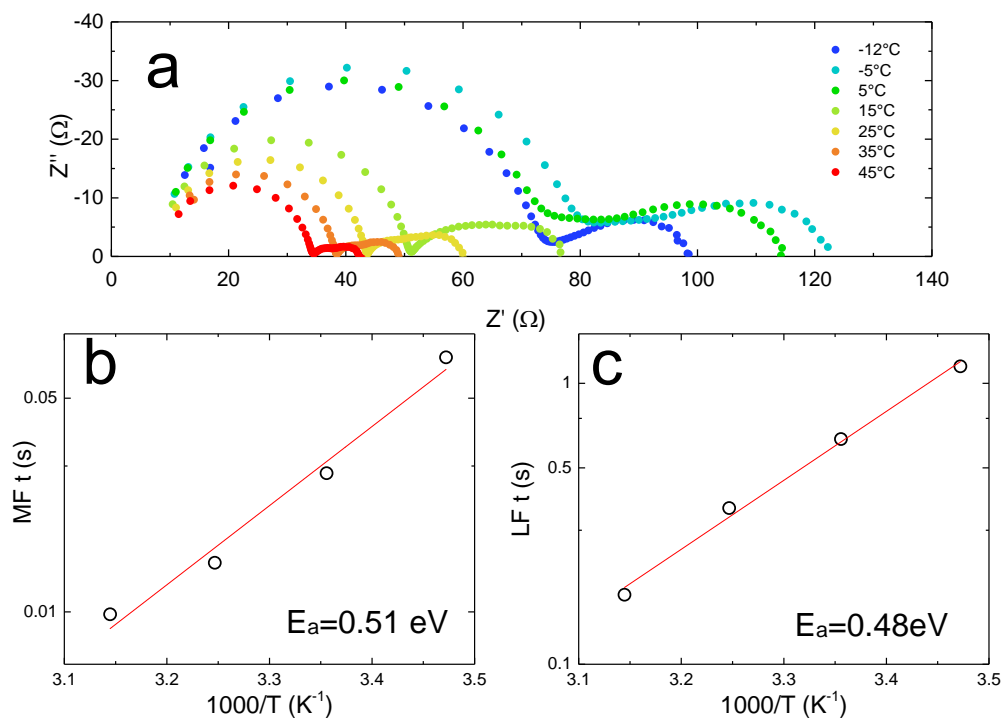 a
-40
-30
-20
-10
0
Z'' (Ω)
0 20 40 60 80 100 120 140
Z' (Ω)
-12°C
-5°C
5°C
15°C
25°C
35°C
45°C
b
0.05
0.01
MF t (s)
3.1 3.2 3.3 3.4 3.5
1000/T (K⁻¹)
Eₐ=0.51 eV
c
1
0.5
0.1
LF t (s)
3.1 3.2 3.3 3.4 3.5
1000/T (K⁻¹)
Eₐ=0.48eV